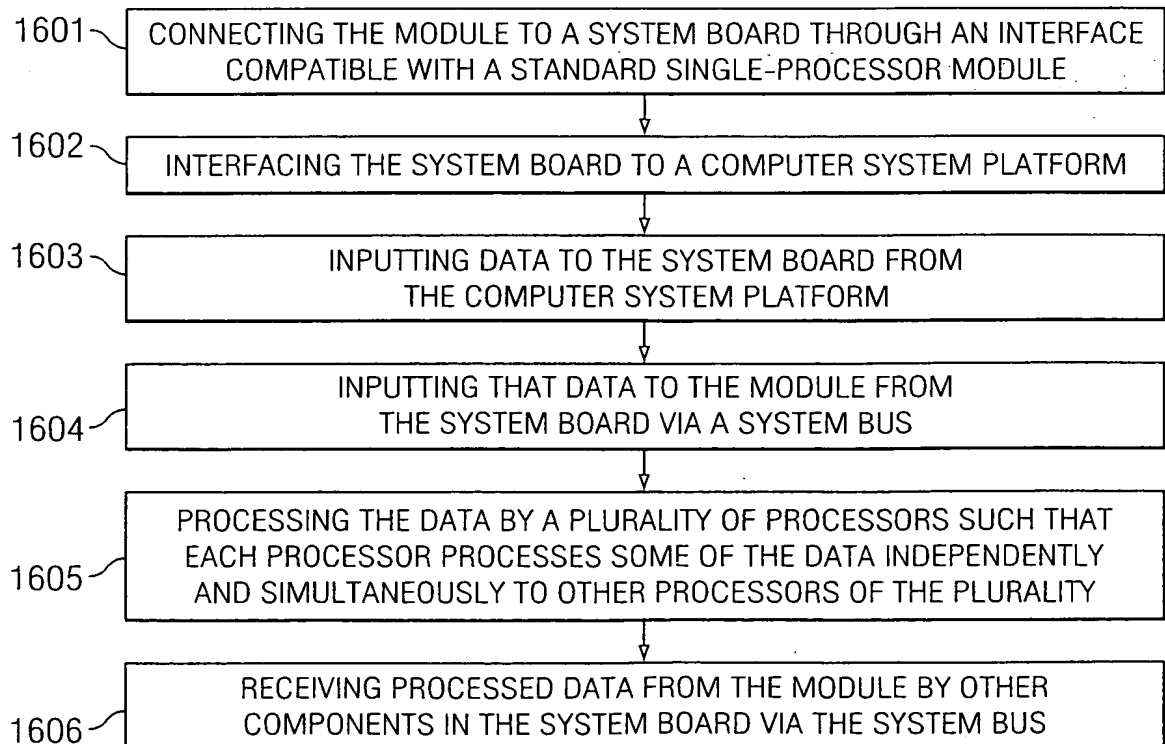 1601
CONNECTING THE MODULE TO A SYSTEM BOARD THROUGH AN INTERFACE
COMPATIBLE WITH A STANDARD SINGLE-PROCESSOR MODULE
1602
INTERFACING THE SYSTEM BOARD TO A COMPUTER SYSTEM PLATFORM
1603
INPUTTING DATA TO THE SYSTEM BOARD FROM
THE COMPUTER SYSTEM PLATFORM
1604
INPUTTING THAT DATA TO THE MODULE FROM
THE SYSTEM BOARD VIA A SYSTEM BUS
1605
PROCESSING THE DATA BY A PLURALITY OF PROCESSORS SUCH THAT
EACH PROCESSOR PROCESSES SOME OF THE DATA INDEPENDENTLY
AND SIMULTANEOUSLY TO OTHER PROCESSORS OF THE PLURALITY
1606
RECEIVING PROCESSED DATA FROM THE MODULE BY OTHER
COMPONENTS IN THE SYSTEM BOARD VIA THE SYSTEM BUS